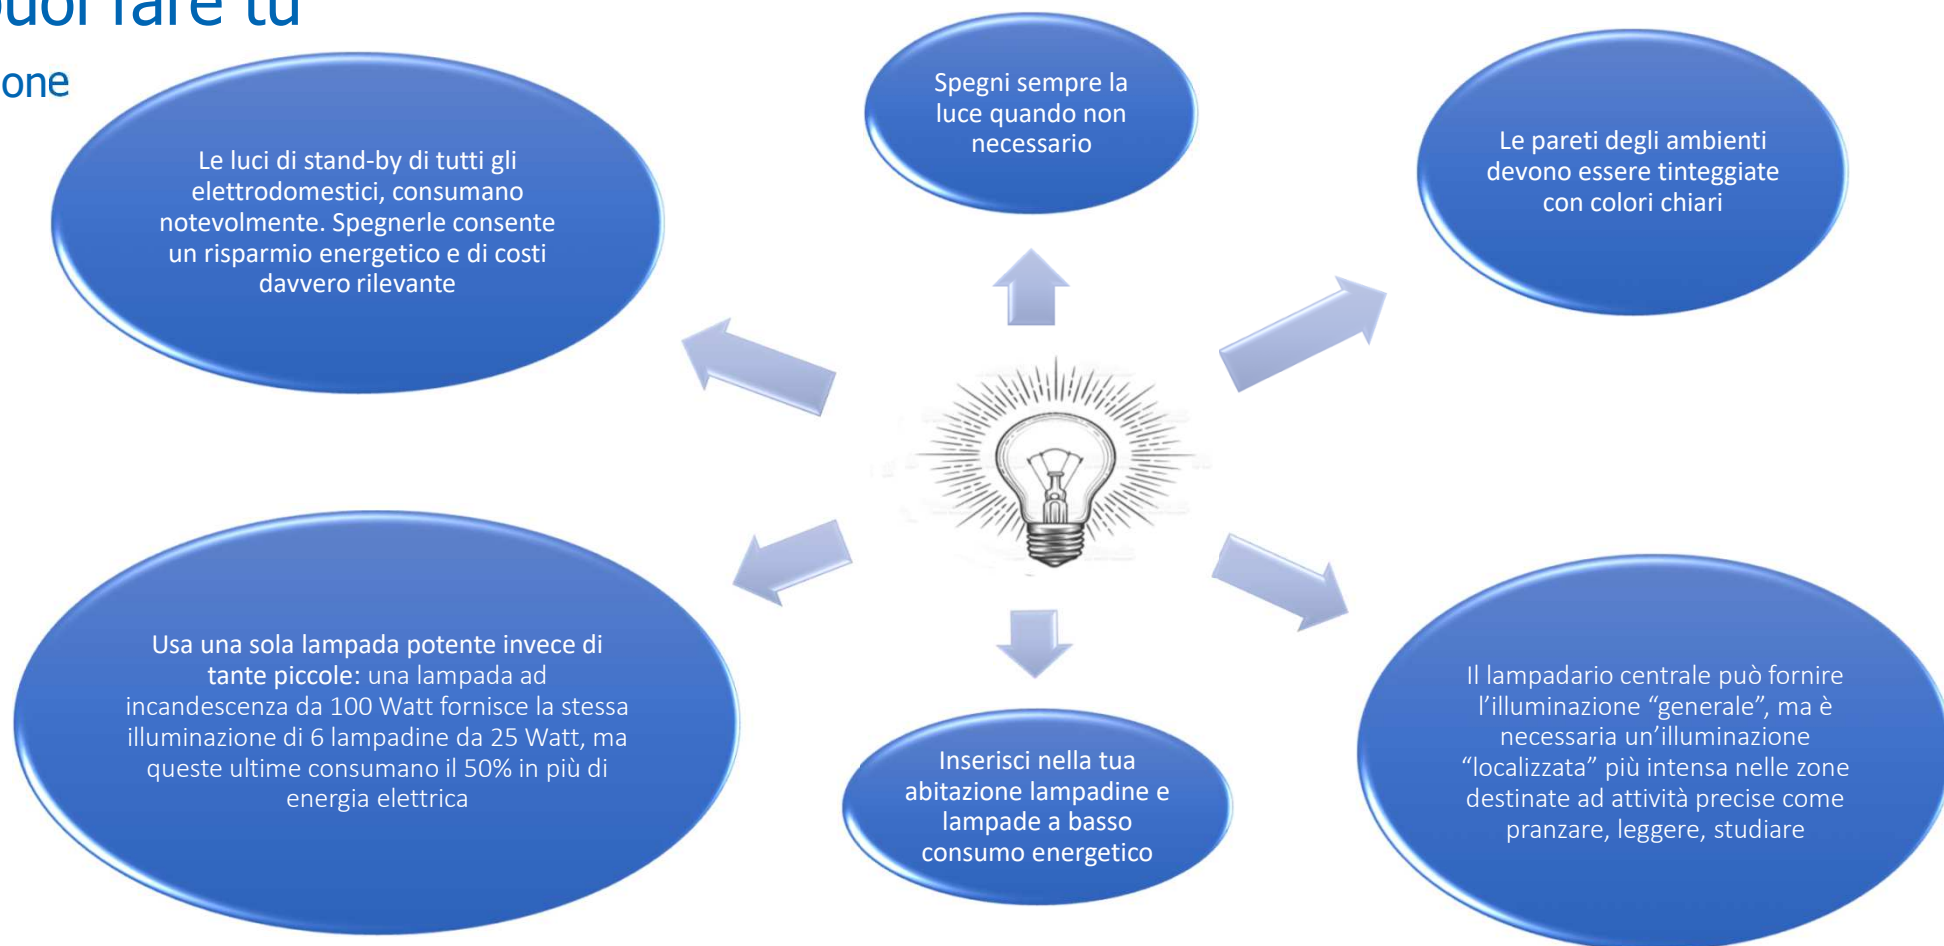 puoi fare tu
one
Le luci di stand-by di tutti gli
elettrodomestici, consumano
notevolmente. Spegnerle consente
un risparmio energetico e di costi
davvero rilevante
Spegni sempre la
luce quando non
necessario
Le pareti degli ambienti
devono essere tinteggiate
con colori chiari
Usa una sola lampada potente invece di
tante piccole: una lampada ad
incandescenza da 100 Watt fornisce la stessa
illuminazione di 6 lampadine da 25 Watt, ma
queste ultime consumano il 50% in più di
energia elettrica
Inserisci nella tua
abitazione lampadine e
lampade a basso
consumo energetico
Il lampadario centrale può fornire
l’illuminazione “generale”, ma è
necessaria un’illuminazione
“localizzata” più intensa nelle zone
destinate ad attività precise come
pranzare, leggere, studiare